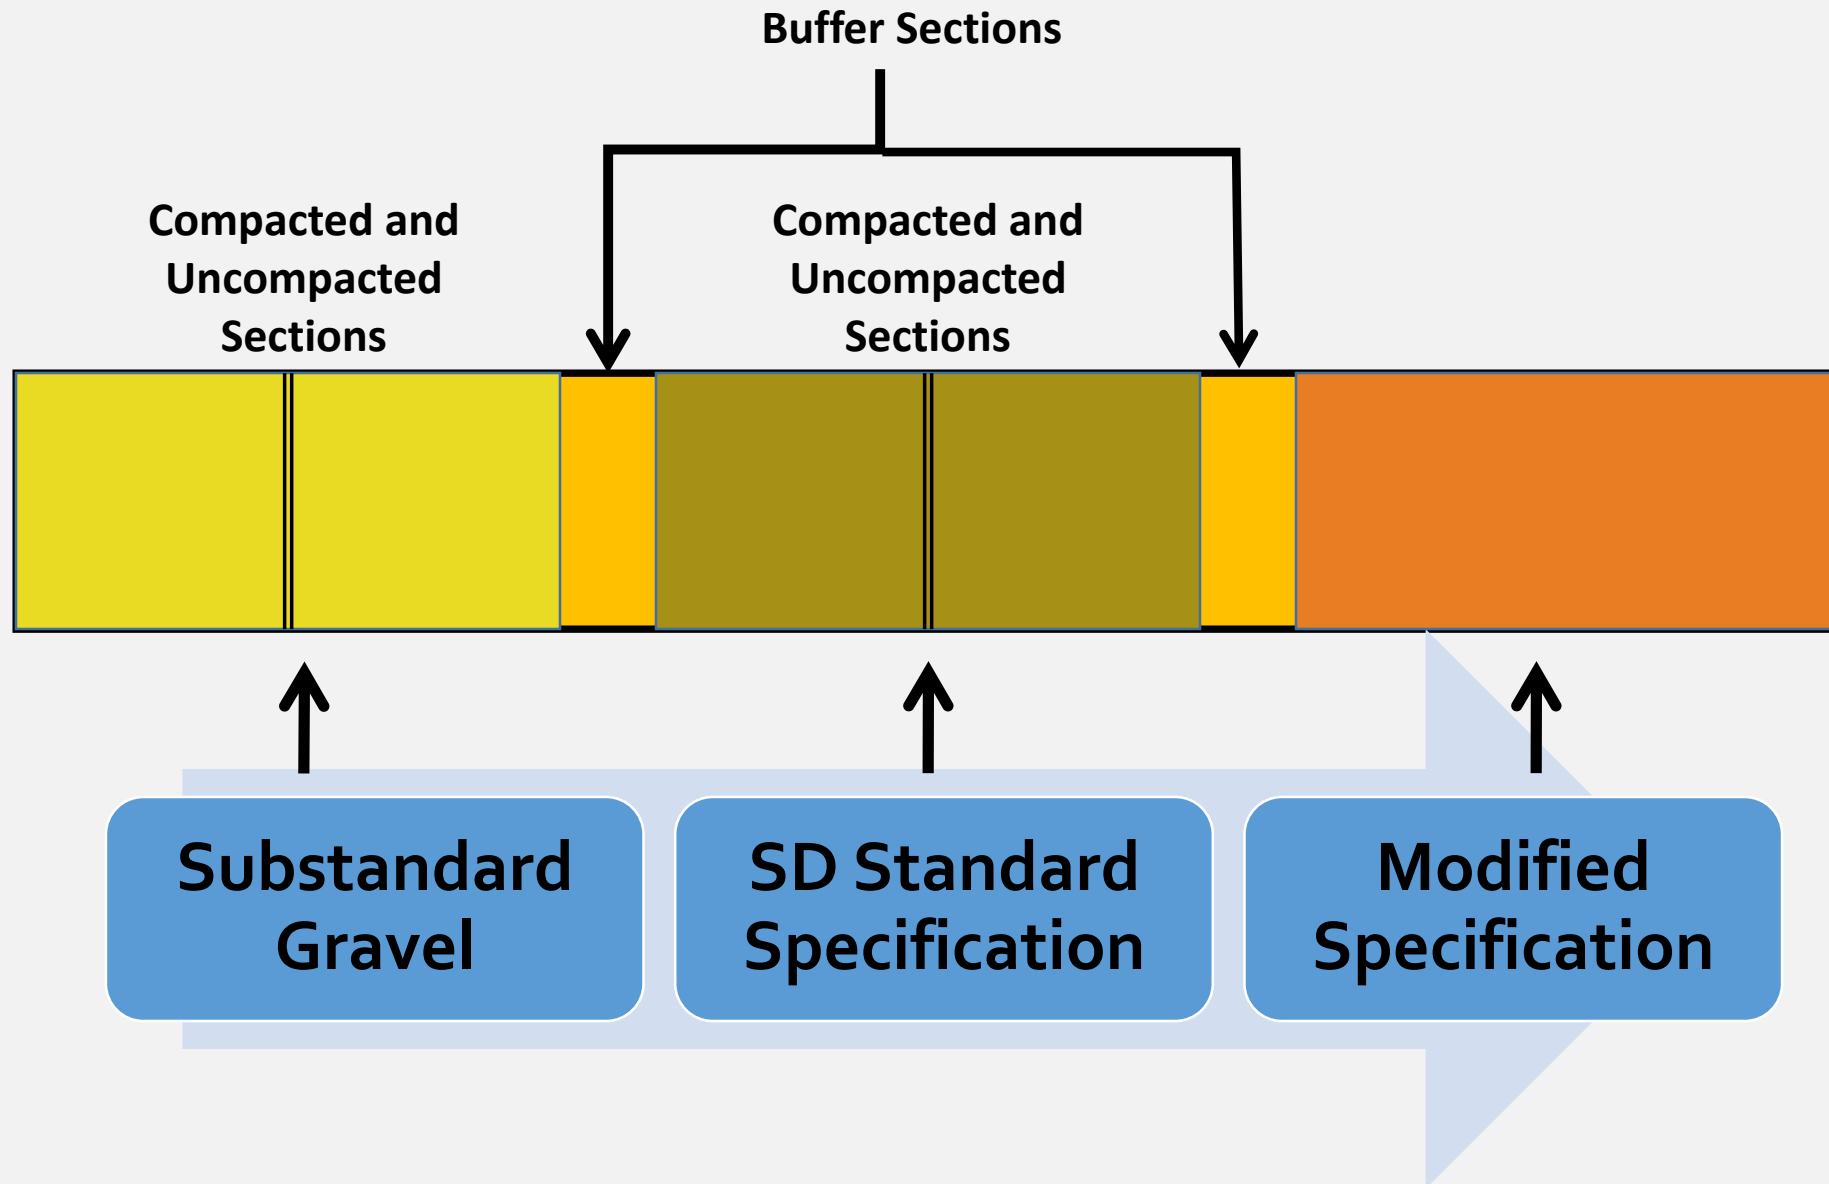 Buffer Sections
Compacted and
Uncompacted
Sections
Compacted and
Uncompacted
Sections
Substandard
Gravel
SD Standard
Specification
Modified
Specification